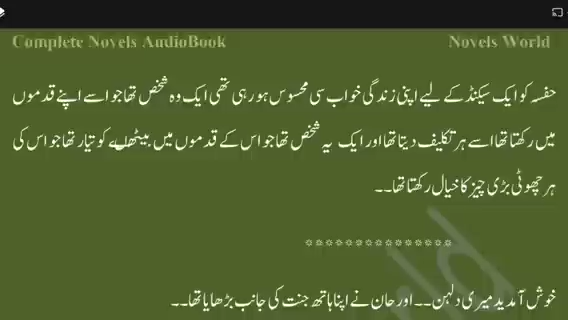 Complete Novels AudioBook
Novels World
حفسہ کو ایک سیکنڈ کے لیے اپنی زندگی خواب سی محسوس ہو رہی تھی ایک وہ شخص تھا جو اسے اپنے قدموں
میں رکھتا تھا اسے ہر تکلیف دیتا تھا اور ایک یہ شخص تھا جو اس کے قدموں میں بیٹھںے کو تیار تھا جو اس کی
ہر چھوٹی بڑی چیز کا خیال رکھتا تھا۔۔
خوش آمدید میری دلہن۔۔ اور حان نے اپنا ہاتھ جنت کی جانب بڑھایا تھا۔۔